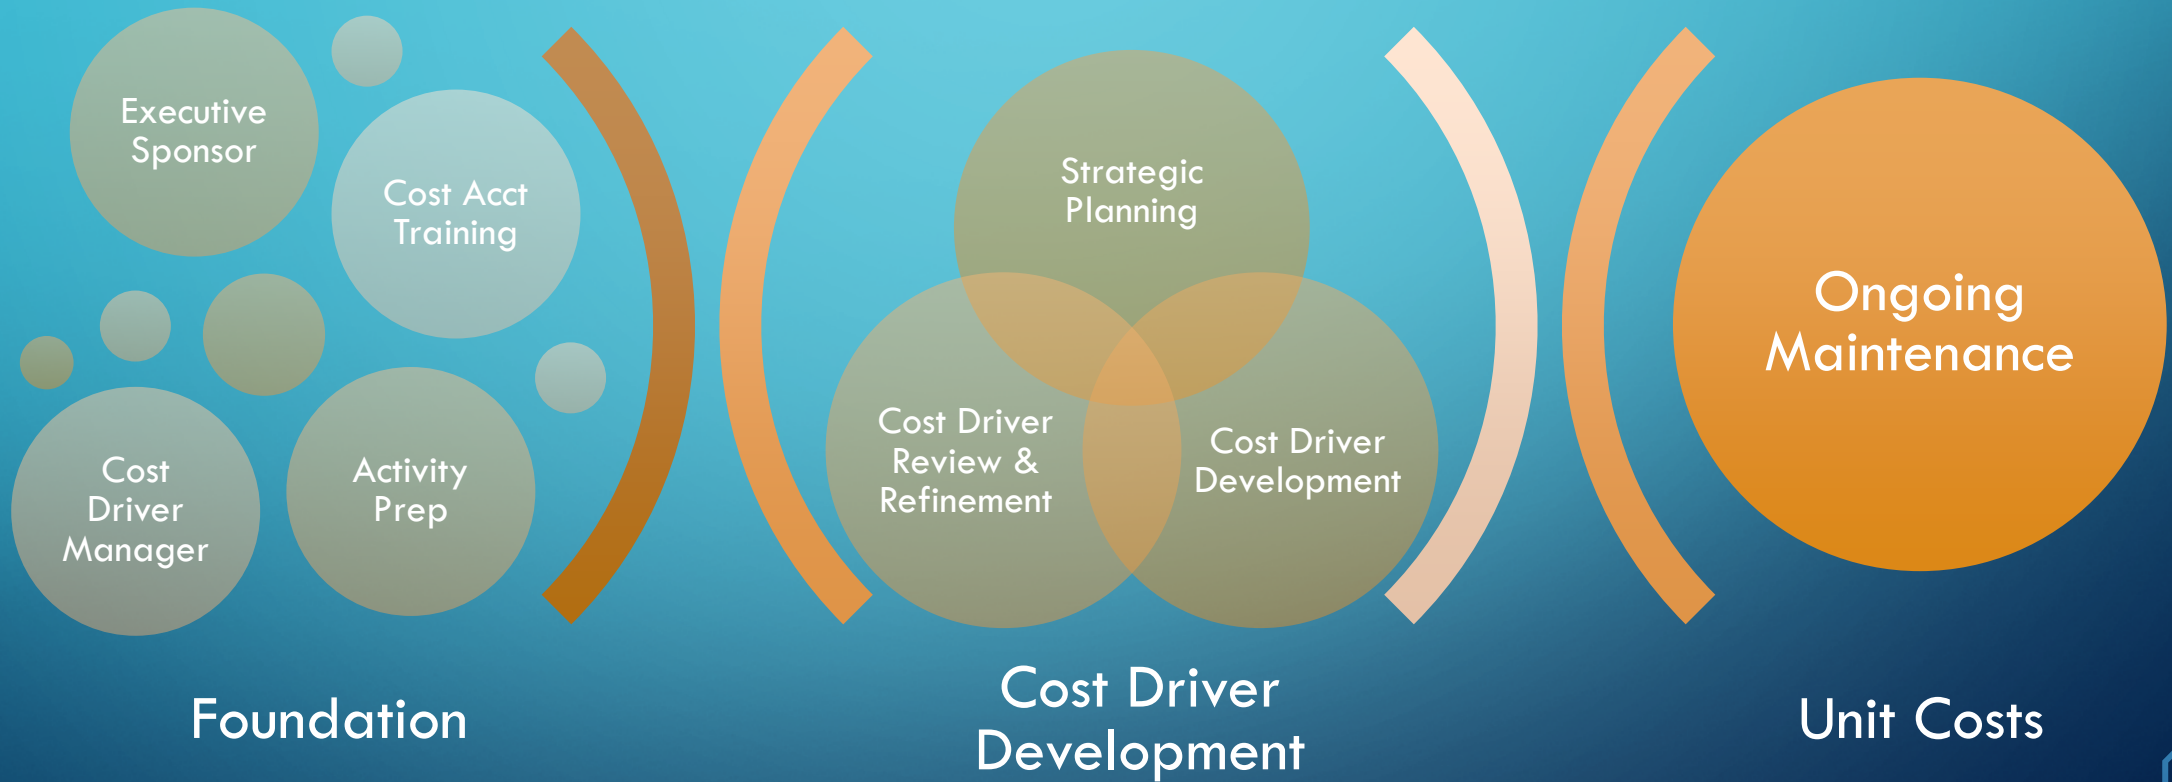 Executive
Sponsor
Cost Acct
Training
Cost
Driver
Manager
Activity
Prep
Foundation
Strategic
Planning
Cost Driver
Review &
Refinement
Cost Driver
Development
Cost Driver
Development
Ongoing
Maintenance
Unit Costs